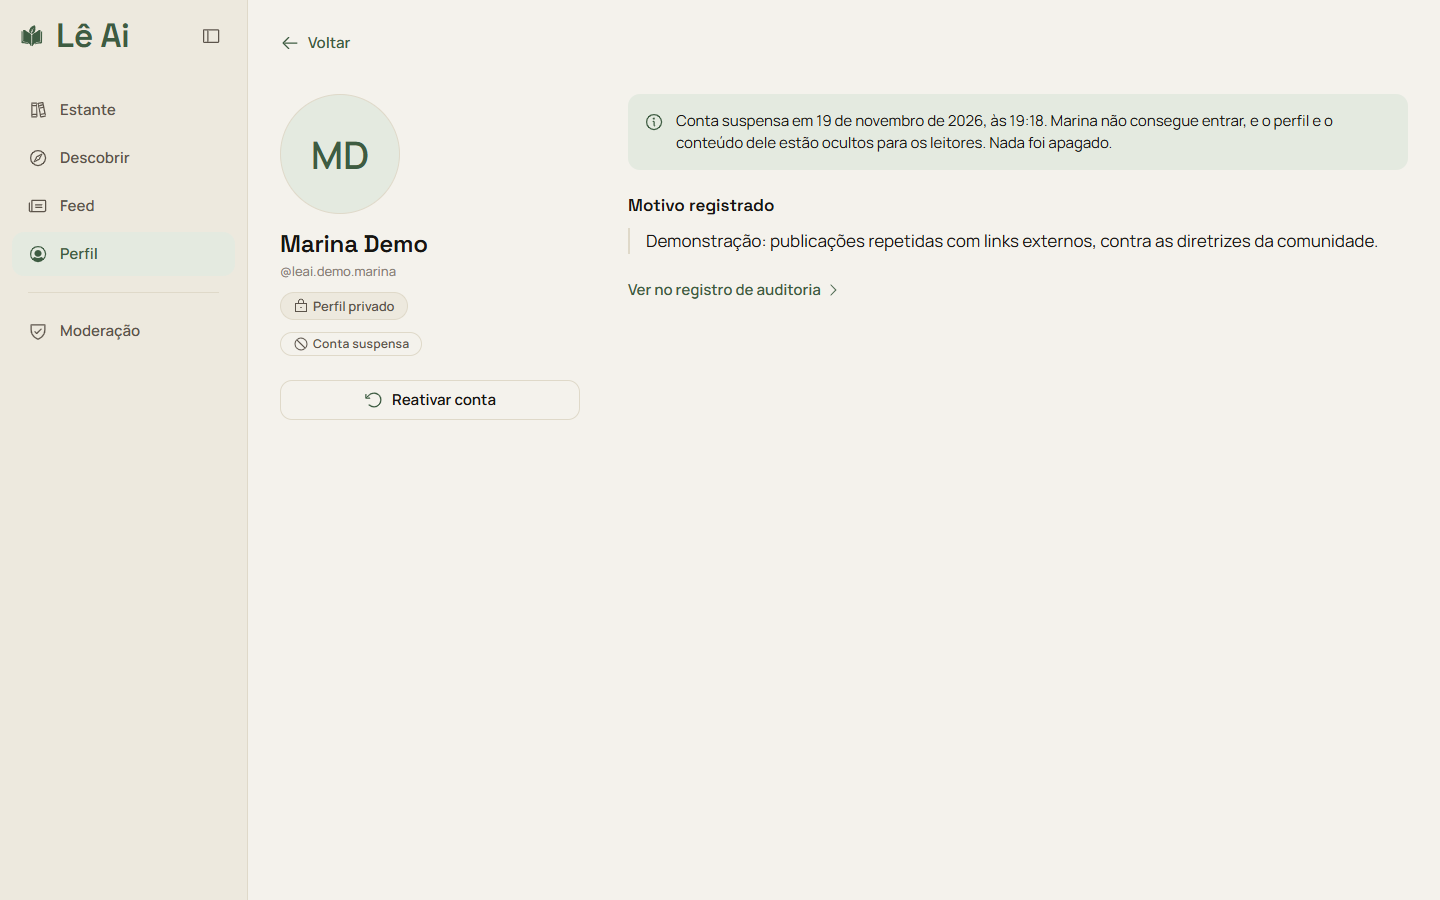 Lê Ai
Estante
Descobrir
Feed
Perfil
Moderação
Voltar
MD
Marina Demo
@leai.demo.marina
Perfil privado
Conta suspensa
Reativar conta
Conta suspensa em 19 de novembro de 2026, às 19:18. Marina não consegue entrar, e o perfil e o
conteúdo dele estão ocultos para os leitores. Nada foi apagado.
Motivo registrado
Demonstração: publicações repetidas com links externos, contra as diretrizes da comunidade.
Ver no registro de auditoria